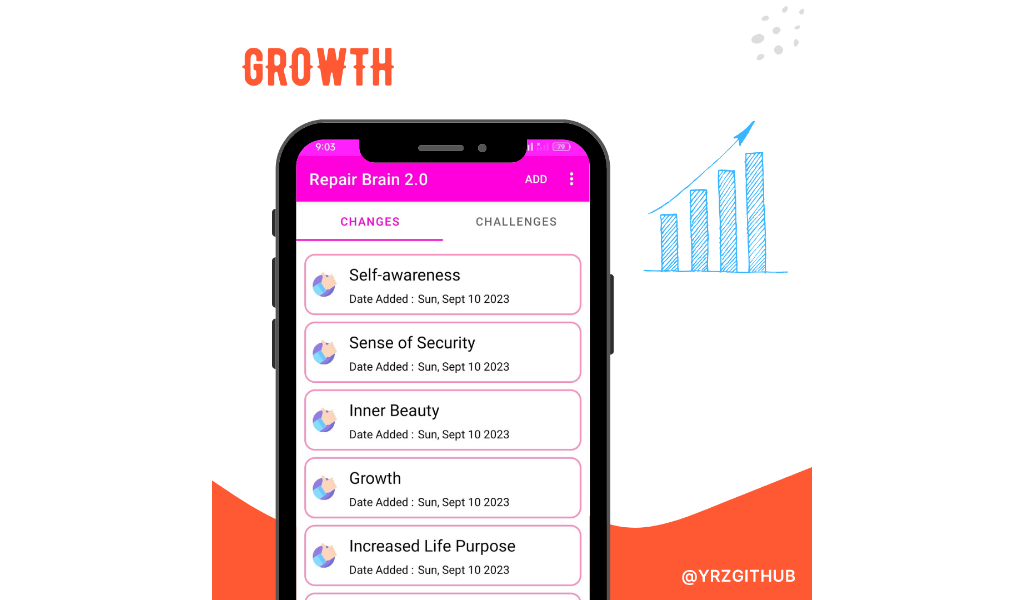 GROWTH
9:03
79
Repair Brain 2.0
ADD
CHANGES
CHALLENGES
Self-awareness
Date Added : Sun, Sept 10 2023
Sense of Security
Date Added : Sun, Sept 10 2023
Inner Beauty
Date Added : Sun, Sept 10 2023
Growth
Date Added : Sun, Sept 10 2023
Increased Life Purpose
Date Added : Sun, Sept 10 2023
@YRZGITHUB